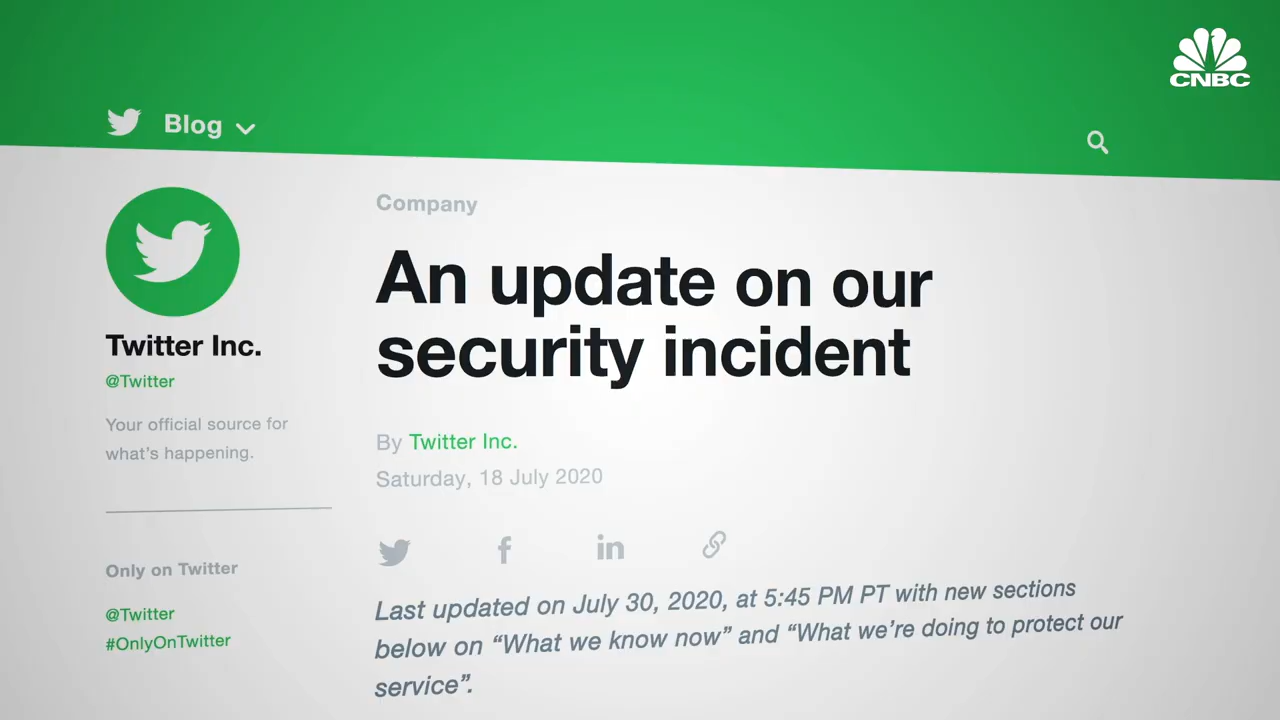 CNBC
Blog
Twitter Inc.
@Twitter
Your official source for
what's happening.
Only on Twitter
@Twitter
#OnlyOnTwitter
Company
An update on our
security incident
By Twitter Inc.
Saturday, 18 July 2020
f
in
Last updated on July 30, 2020, at 5:45 PM PT with new sections
below on “What we know now” and “What we’re doing to protect our
service”.